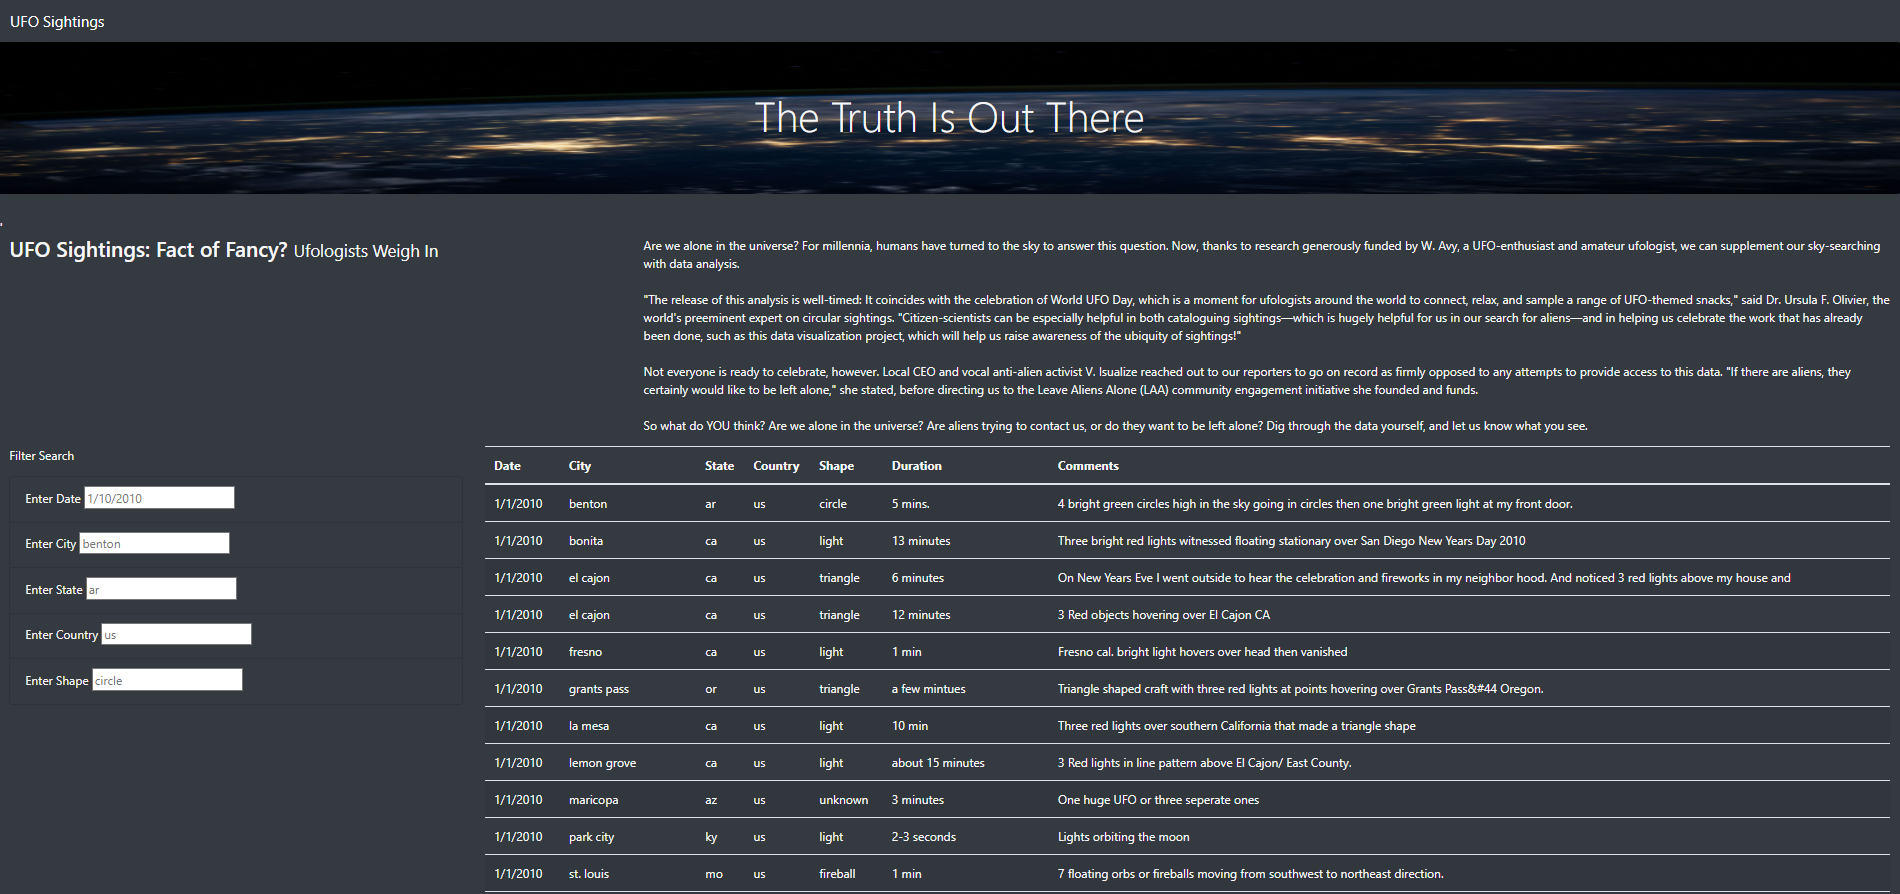 UFO Sightings
The Truth Is Out There
UFO Sightings: Fact of Fancy? Ufologists Weigh In
Are we alone in the universe? For millennia, humans have turned to the sky to answer this question. Now, thanks to research generously funded by W. Avy, a UFO-enthusiast and amateur ufologist, we can supplement our sky-searching
with data analysis.
"The release of this analysis is well-timed: It coincides with the celebration of World UFO Day, which is a moment for ufologists around the world to connect, relax, and sample a range of UFO-themed snacks," said Dr. Ursula F. Olivier, the
world's preeminent expert on circular sightings. "Citizen-scientists can be especially helpful in both cataloguing sightings—which is hugely helpful for us in our search for aliens—and in helping us celebrate the work that has already
been done, such as this data visualization project, which will help us raise awareness of the ubiquity of sightings!"
Not everyone is ready to celebrate, however. Local CEO and vocal anti-alien activist V. Isualize reached out to our reporters to go on record as firmly opposed to any attempts to provide access to this data. "If there are aliens, they
certainly would like to be left alone," she stated, before directing us to the Leave Aliens Alone (LAA) community engagement initiative she founded and funds.
So what do YOU think? Are we alone in the universe? Are aliens trying to contact us, or do they want to be left alone? Dig through the data yourself, and let us know what you see.
Filter Search
Enter Date 1/10/2010
Enter City benton
Enter State ar
Enter Country us
Enter Shape circle
Date City State Country Shape Duration Comments
1/1/2010 benton ar us circle 5 mins. 4 bright green circles high in the sky going in circles then one bright green light at my front door.
1/1/2010 bonita ca us light 13 minutes Three bright red lights witnessed floating stationary over San Diego New Years Day 2010
1/1/2010 el cajon ca us triangle 6 minutes On New Years Eve I went outside to hear the celebration and fireworks in my neighbor hood. And noticed 3 red lights above my house and
1/1/2010 el cajon ca us triangle 12 minutes 3 Red objects hovering over El Cajon CA
1/1/2010 fresno ca us light 1 min Fresno cal. bright light hovers over head then vanished
1/1/2010 grants pass or us triangle a few mintues Triangle shaped craft with three red lights at points hovering over Grants Pass&#44 Oregon.
1/1/2010 la mesa ca us light 10 min Three red lights over southern California that made a triangle shape
1/1/2010 lemon grove ca us light about 15 minutes 3 Red lights in line pattern above El Cajon/ East County.
1/1/2010 maricopa az us unknown 3 minutes One huge UFO or three seperate ones
1/1/2010 park city ky us light 2-3 seconds Lights orbiting the moon
1/1/2010 st. louis mo us fireball 1 min 7 floating orbs or fireballs moving from southwest to northeast direction.